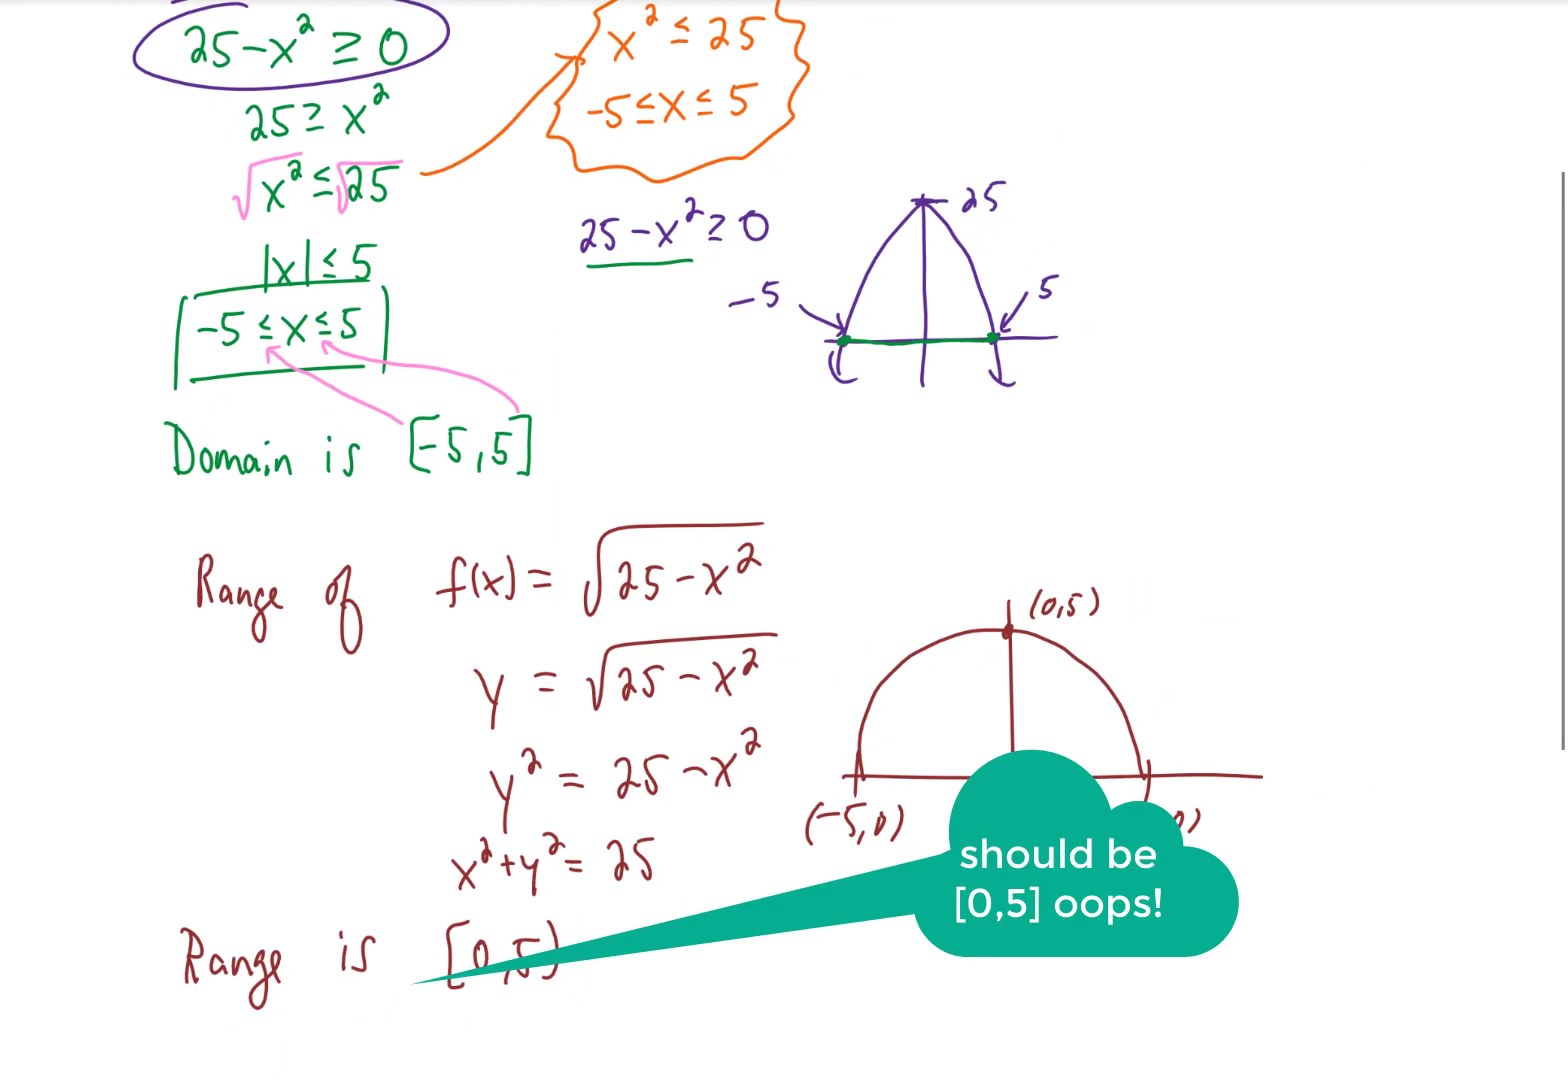 25-x² ≥ 0
25 ≥ x²
√x² ≤ √25
|x| ≤ 5
-5 ≤ x ≤ 5
x² ≤ 25
-5 ≤ x ≤ 5
25-x² ≥ 0
25
-5
5
Domain is [-5,5]
Range of f(x) = √25-x²
y = √25-x²
y² = 25-x²
x²+y² = 25
Range is [0,5)
(0,5)
(-5,0)
0)
should be
[0,5] oops!